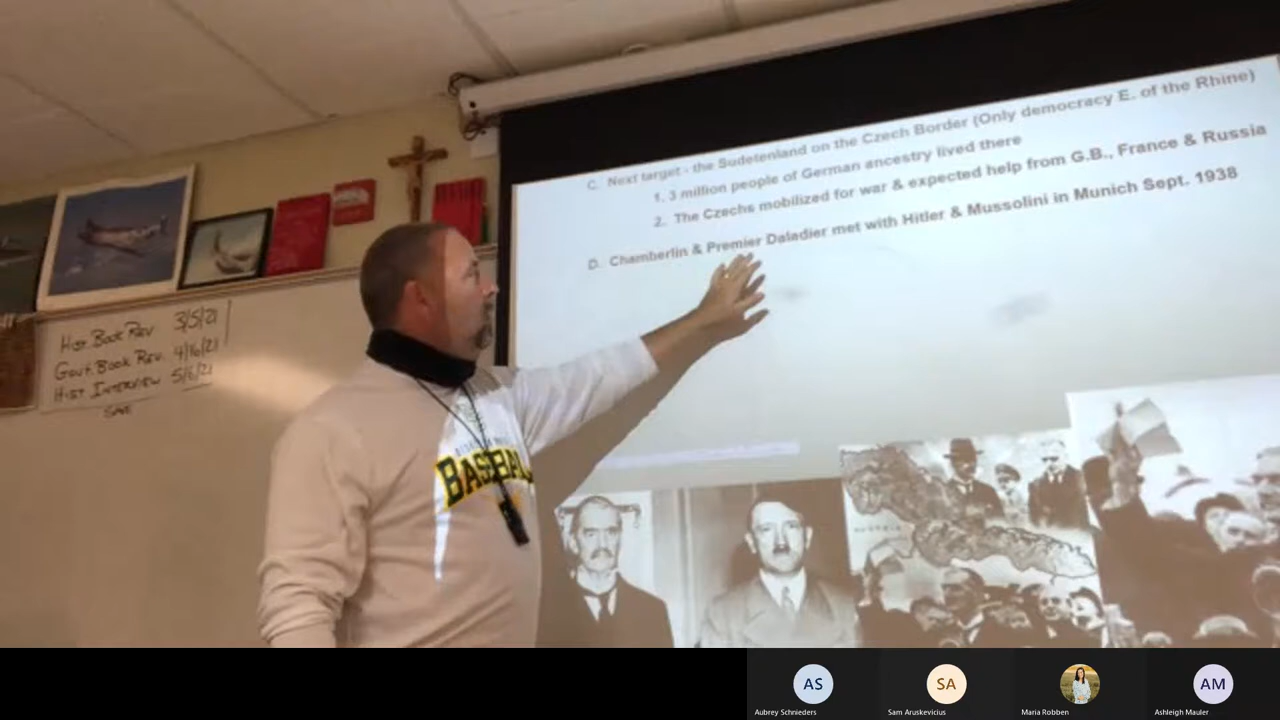 C. Next target - the Sudetenland on the Czech Border (Only democracy E. of the Rhine)
1. 3 million people of German ancestry lived there
2. The Czechs mobilized for war & expected help from G.B., France & Russia
D. Chamberlin & Premier Daladier met with Hitler & Mussolini in Munich Sept. 1938
Hist. Book Rev 3/5/21
Govt. Book Rev. 4/16/21
Hist Interview 5/6/21
SAVE
BASEBALL
AS
SA
AM
Aubrey Schnieders
Sam Aruskevicius
Maria Robben
Ashleigh Mauler